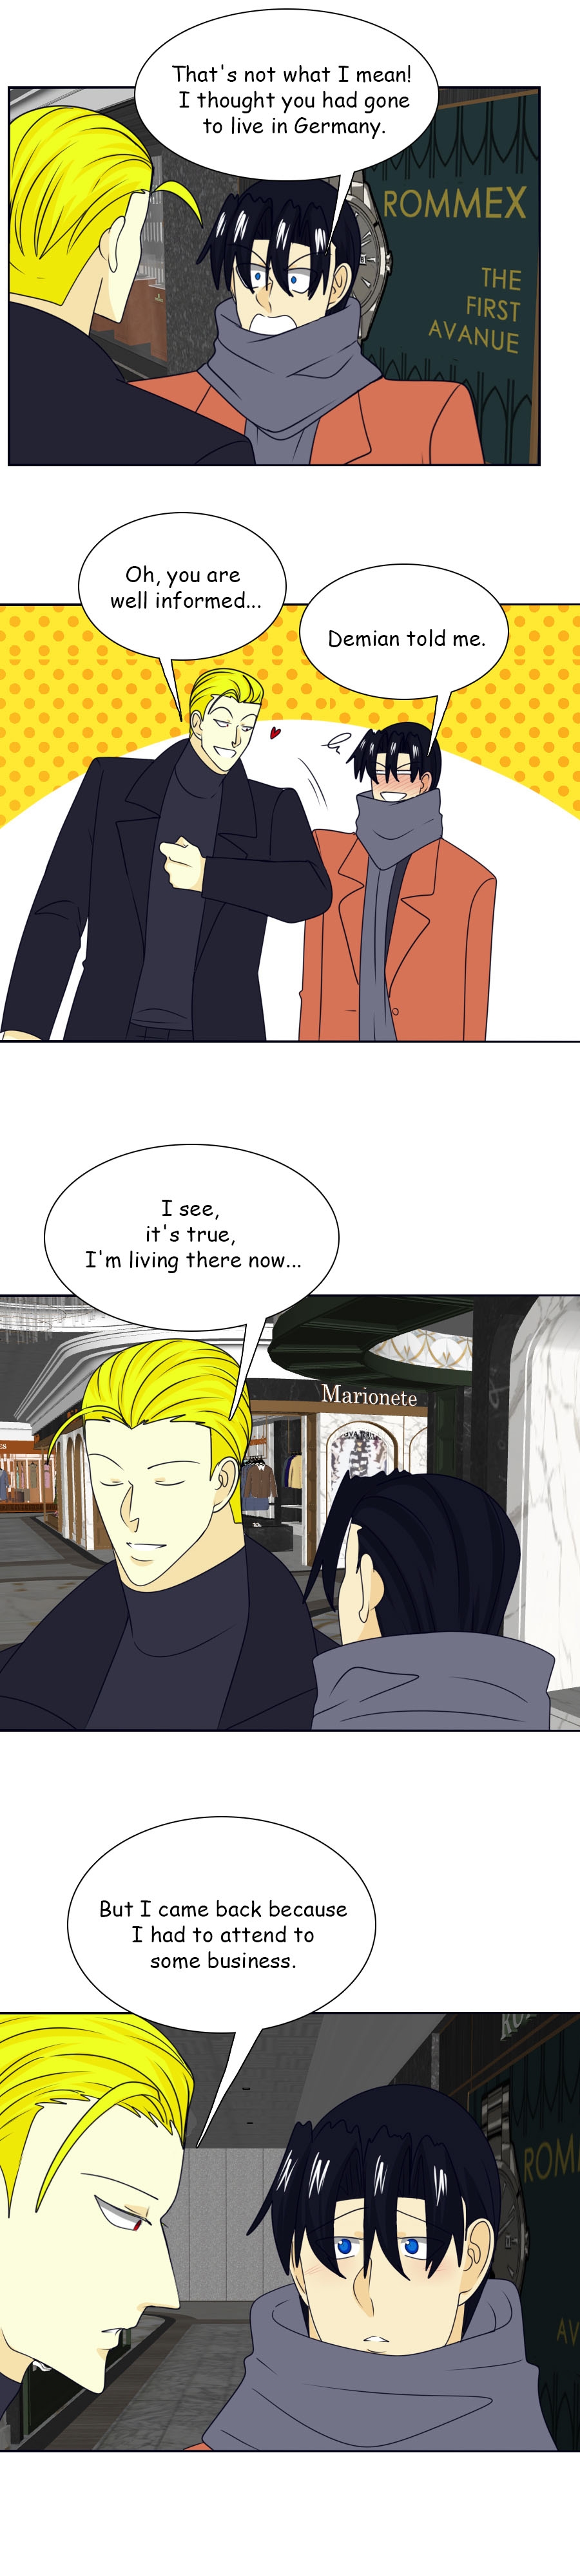 That's not what I mean!
I thought you had gone
to live in Germany.
ROMMEX
THE
FIRST
AVANUE
Oh, you are
well informed...
Demian told me.
I see,
it's true,
I'm living there now...
Marionete
But I came back because
I had to attend to
some business.
ROM
AV